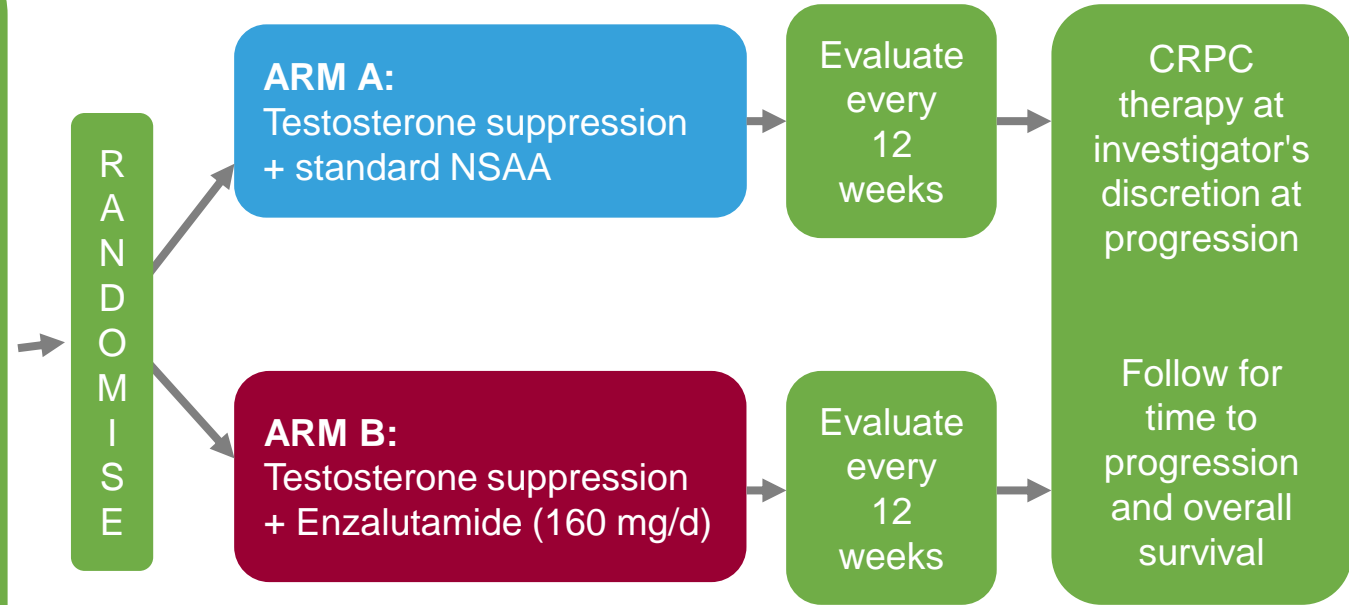 R
A
N
D
O
M
I
S
E
ARM A:
Testosterone suppression
+ standard NSAA
Evaluate
every
12
weeks
ARM B:
Testosterone suppression
+ Enzalutamide (160 mg/d)
Evaluate
every
12
weeks
CRPC
therapy at
investigator's
discretion at
progression
Follow for
time to
progression
and overall
survival